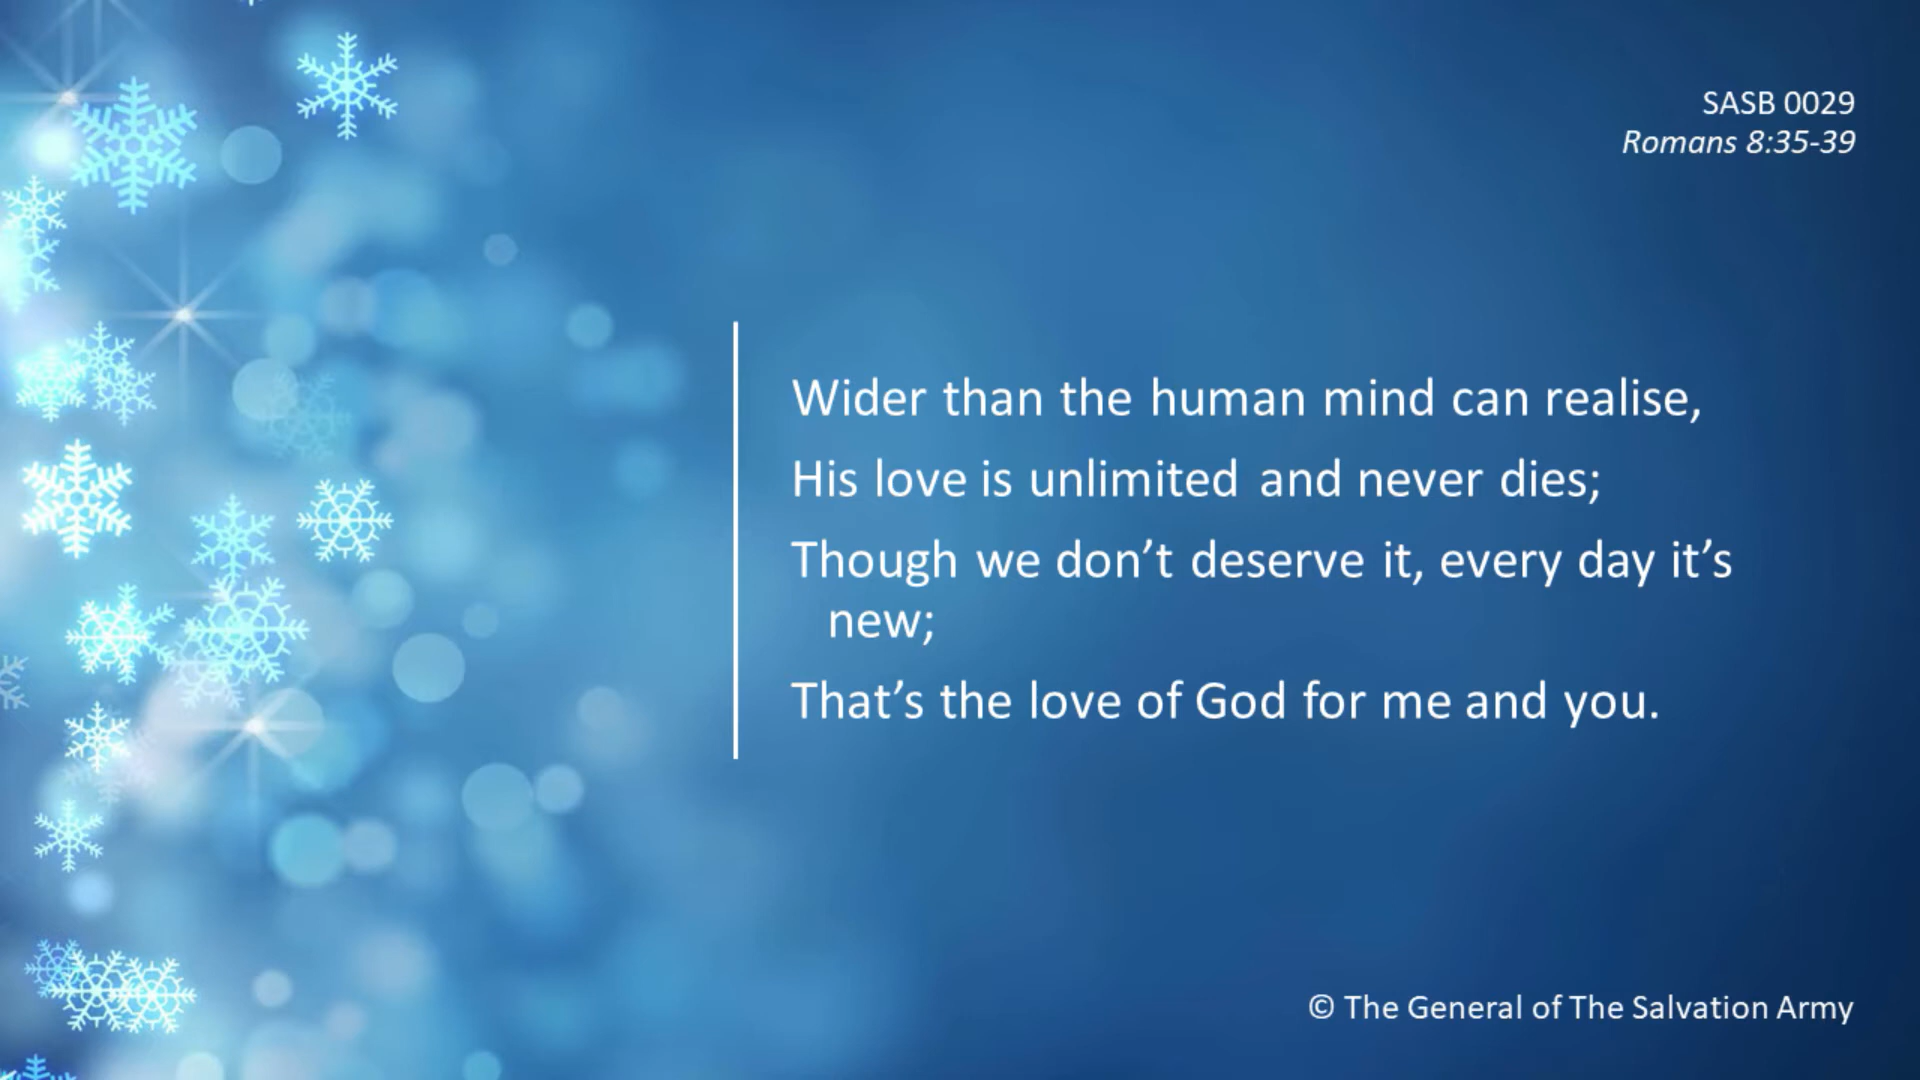 SASB 0029
Romans 8:35-39
Wider than the human mind can realise,
His love is unlimited and never dies;
Though we don’t deserve it, every day it’s
new;
That’s the love of God for me and you.
© The General of The Salvation Army